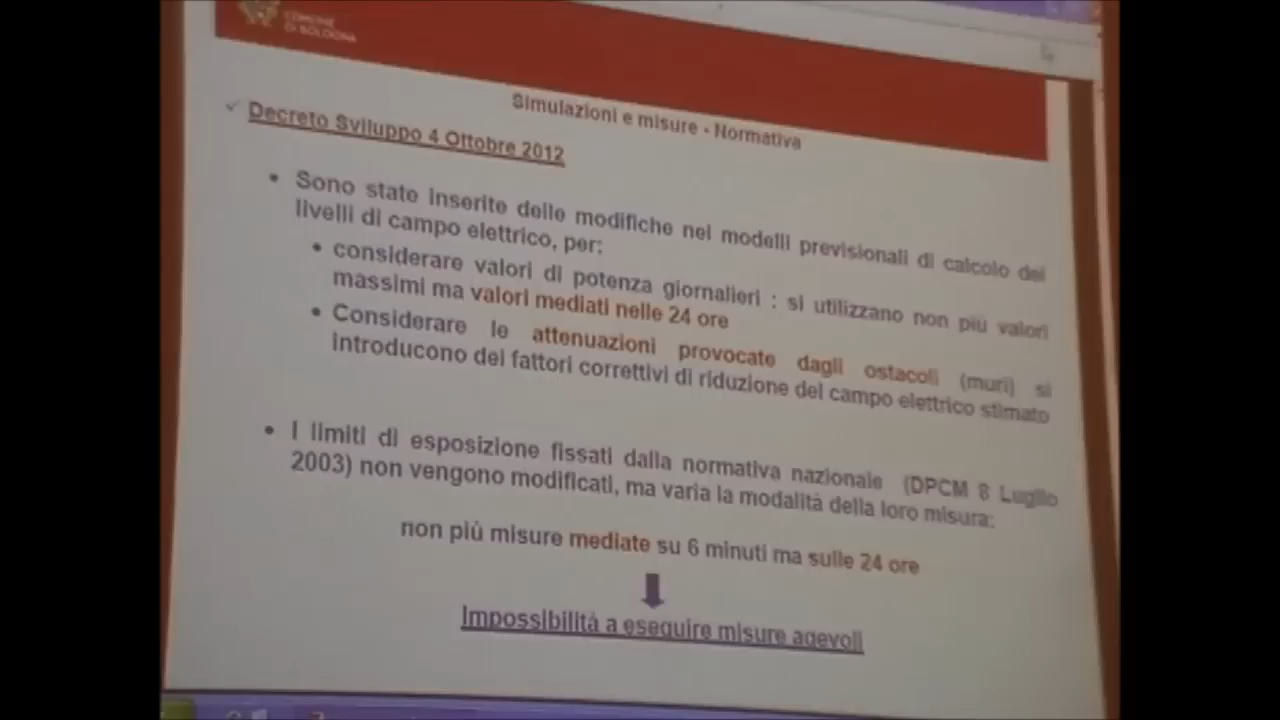 COMUNE
DI BOLOGNA
Simulazioni e misure - Normativa
✓ Decreto Sviluppo 4 Ottobre 2012
• Sono state inserite delle modifiche nei modelli previsionali di calcolo dei
livelli di campo elettrico, per:
• considerare valori di potenza giornalieri : si utilizzano non più valori
massimi ma valori mediati nelle 24 ore
• Considerare le attenuazioni provocate dagli ostacoli (muri) si
introducono dei fattori correttivi di riduzione del campo elettrico stimato
• I limiti di esposizione fissati dalla normativa nazionale (DPCM 8 Luglio
2003) non vengono modificati, ma varia la modalità della loro misura:
non più misure mediate su 6 minuti ma sulle 24 ore
Impossibilità a eseguire misure agevoli